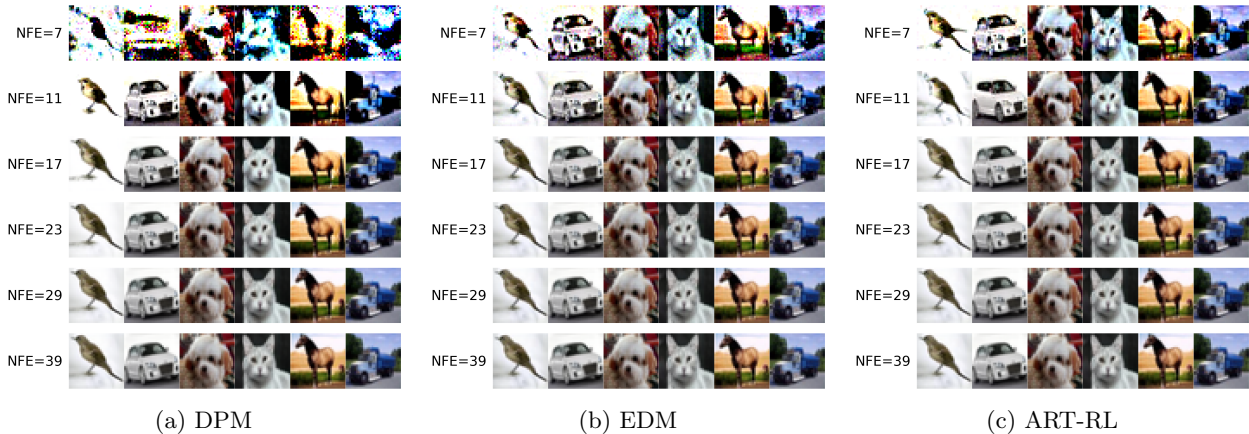 NFE=7
NFE=11
NFE=17
NFE=23
NFE=29
NFE=39
(a) DPM
NFE=7
NFE=11
NFE=17
NFE=23
NFE=29
NFE=39
(b) EDM
NFE=7
NFE=11
NFE=17
NFE=23
NFE=29
NFE=39
(c) ART-RL